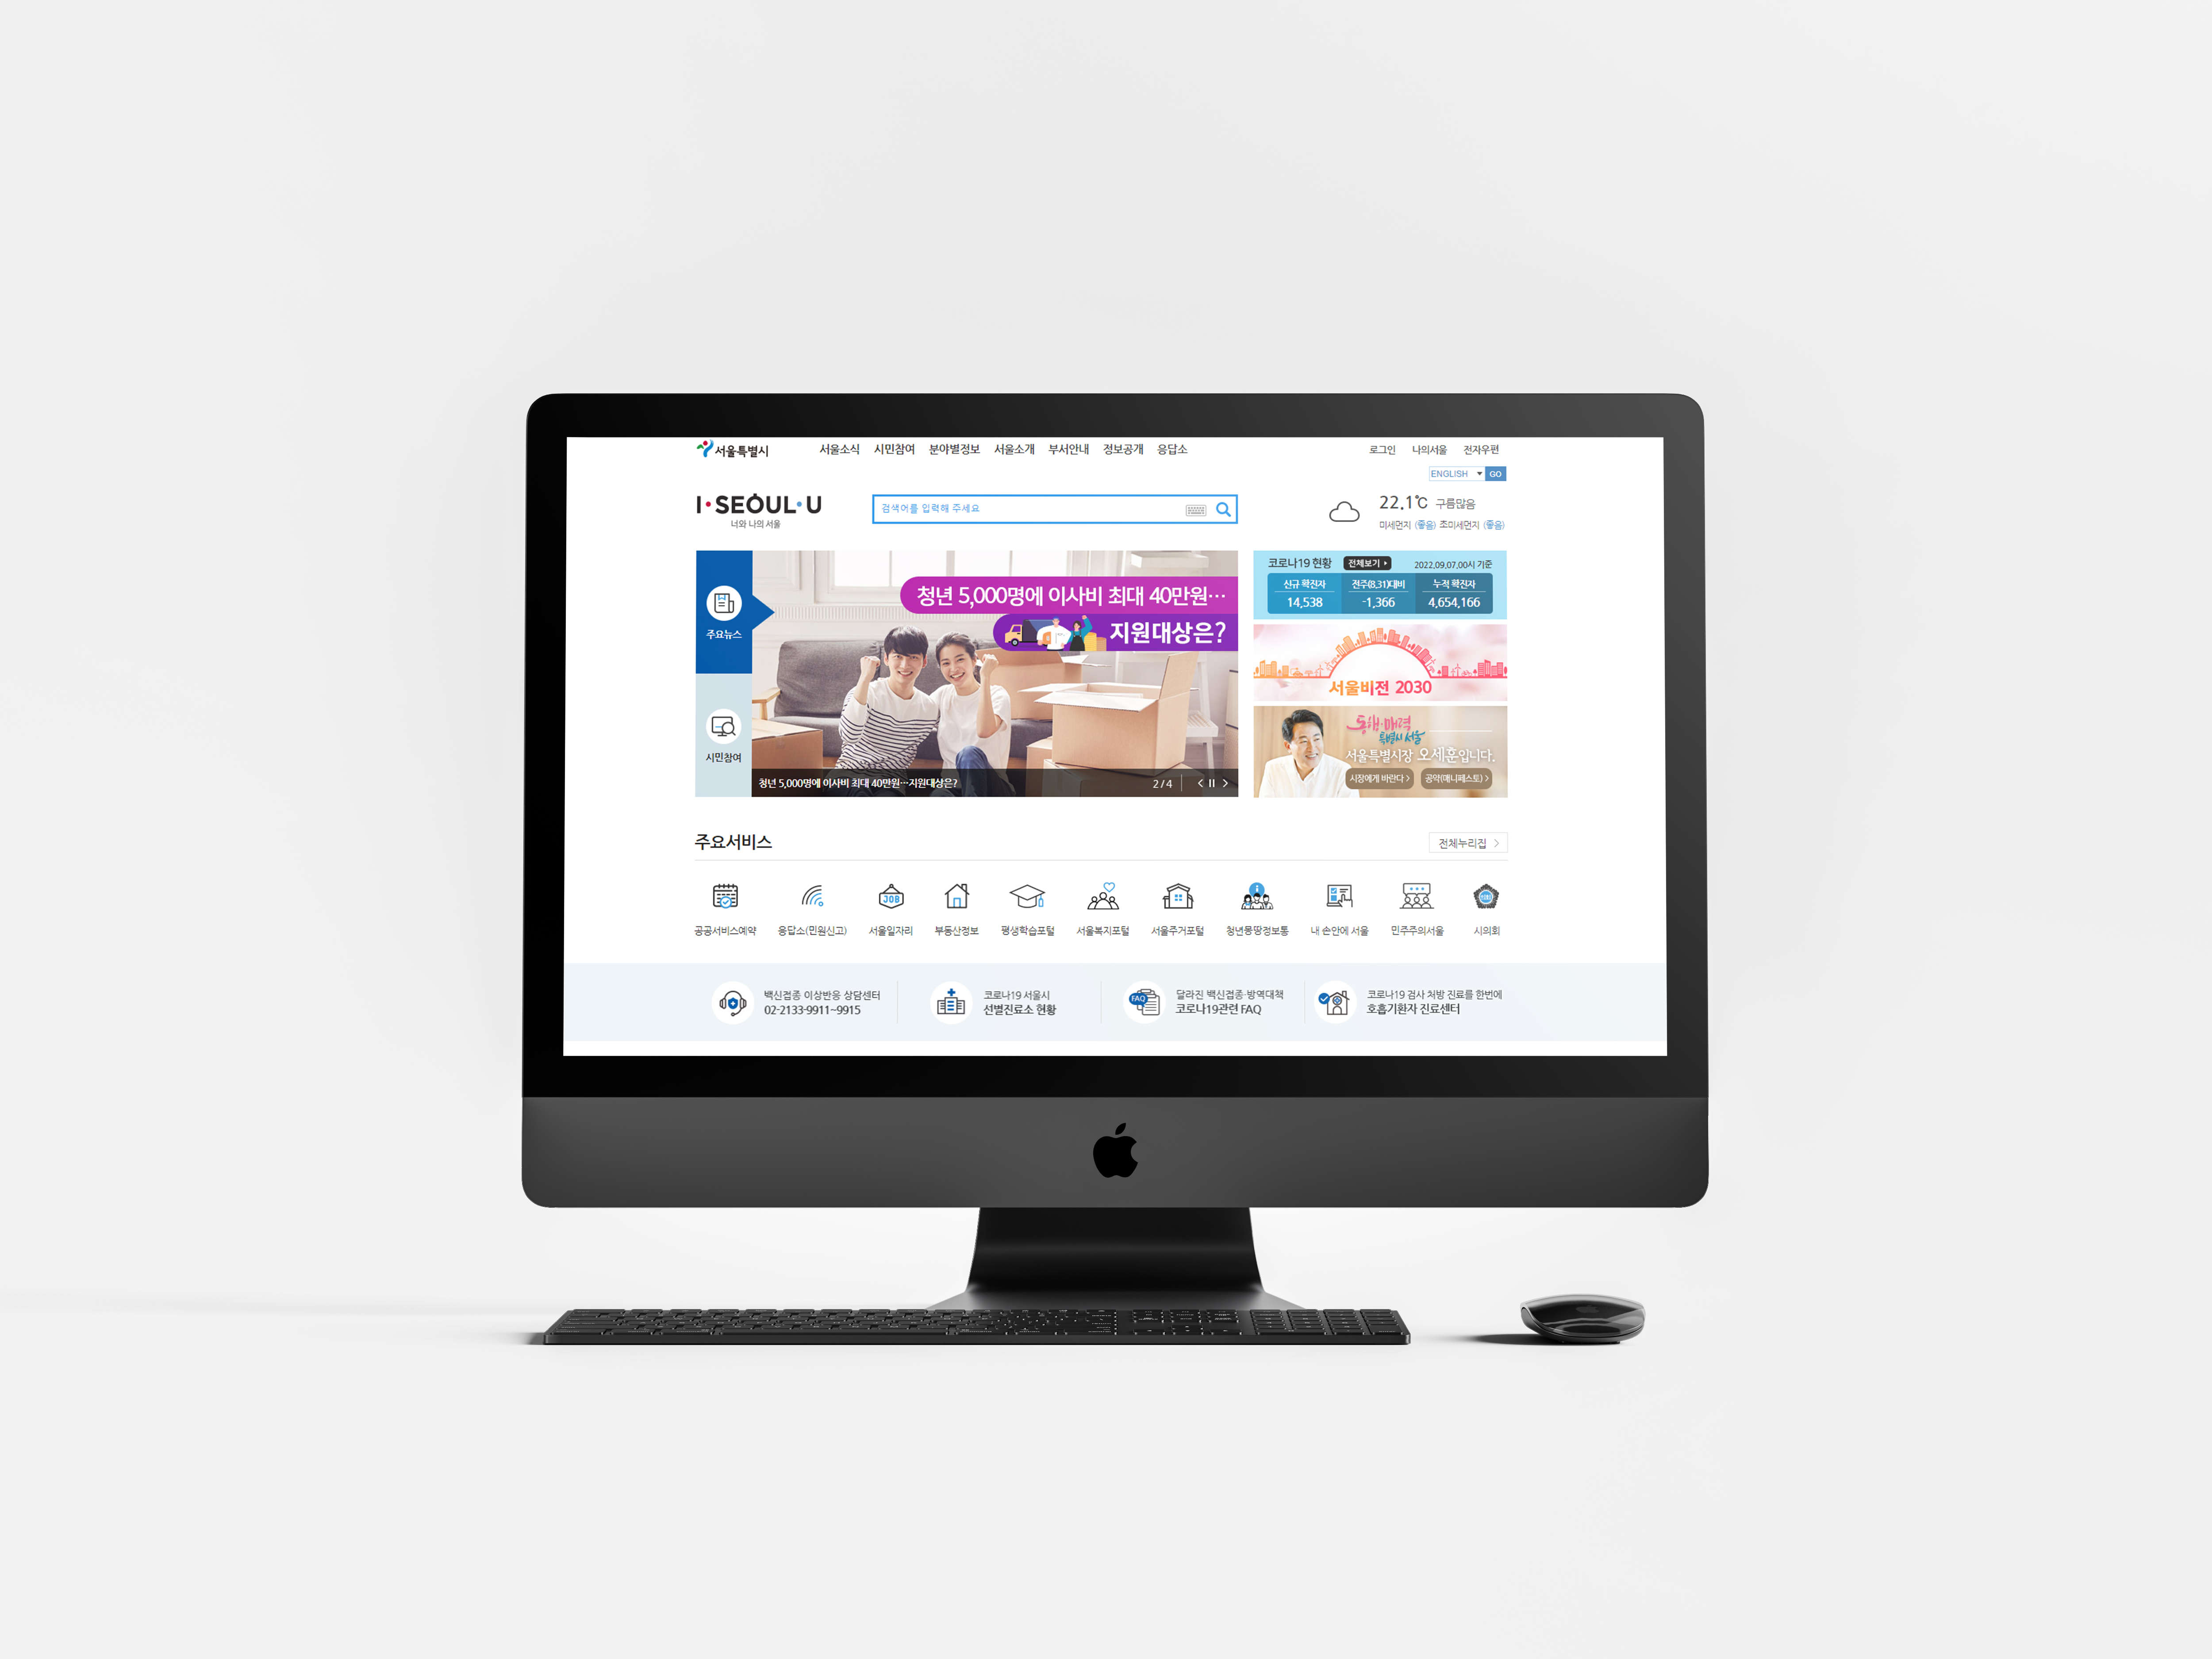 서울특별시
서울소식 시민참여 분야별정보 서울소개 부서안내 정보공개 응답소
로그인 나의서울 전자우편
ENGLISH GO
I·SEOUL·U
너와 나의 서울
검색어를 입력해 주세요
22.1℃ 구름많음
미세먼지 (좋음) 초미세먼지 (좋음)
주요뉴스
시민참여
청년 5,000명에 이사비 최대 40만원…
지원대상은?
청년 5,000명에 이사비 최대 40만원…지원대상은?
2 / 4
코로나19 현황 전체보기 2022.09.07.00시 기준
신규 확진자 전주(8.31)대비 누적 확진자
14,538 -1,366 4,654,166
서울비전 2030
동행·매력
특별시 서울
서울특별시장 오세훈입니다.
시장에게 바란다 > 공약(매니페스토) >
주요서비스
전체누리집 >
JOB
공공서비스예약 응답소(민원신고) 서울일자리 부동산정보 평생학습포털 서울복지포털 서울주거포털 청년몽땅정보통 내 손안에 서울 민주주의서울 시의회
백신접종 이상반응 상담센터
02-2133-9911~9915
코로나19 서울시
선별진료소 현황
FAQ
달라진 백신접종·방역대책
코로나19관련 FAQ
코로나19 검사 처방 진료를 한번에
호흡기환자 진료센터